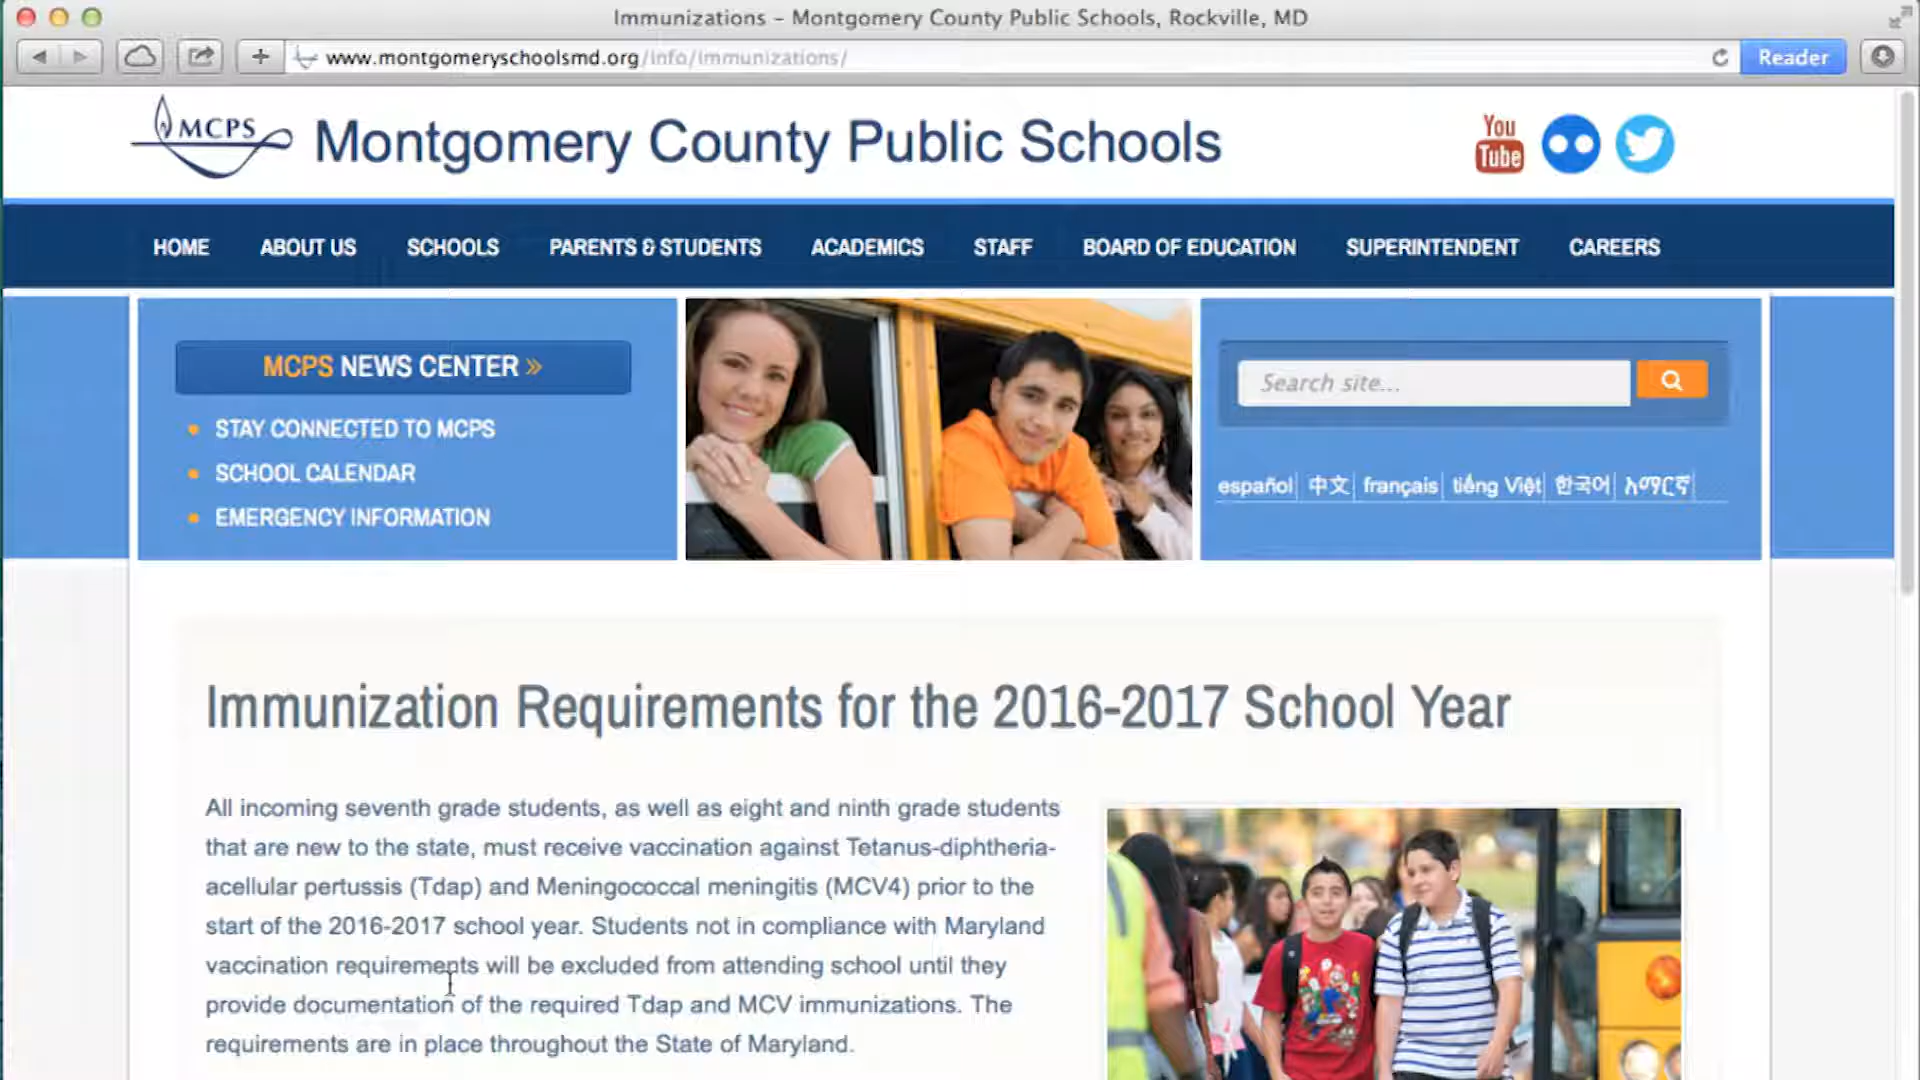 Immunizations – Montgomery County Public Schools, Rockville, MD
www.montgomeryschoolsmd.org/info/immunizations/
Reader
MCPS
Montgomery County Public Schools
You
Tube
HOME ABOUT US SCHOOLS PARENTS & STUDENTS ACADEMICS STAFF BOARD OF EDUCATION SUPERINTENDENT CAREERS
MCPS NEWS CENTER »
STAY CONNECTED TO MCPS
SCHOOL CALENDAR
EMERGENCY INFORMATION
Search site...
español 中文 français tiếng Việt 한국어 አማርኛ
Immunization Requirements for the 2016-2017 School Year
All incoming seventh grade students, as well as eight and ninth grade students
that are new to the state, must receive vaccination against Tetanus-diphtheria-
acellular pertussis (Tdap) and Meningococcal meningitis (MCV4) prior to the
start of the 2016-2017 school year. Students not in compliance with Maryland
vaccination requirements will be excluded from attending school until they
provide documentation of the required Tdap and MCV immunizations. The
requirements are in place throughout the State of Maryland.